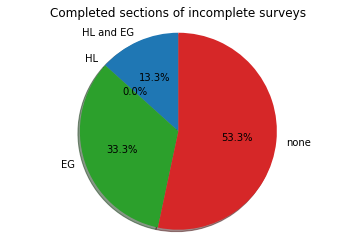 Completed sections of incomplete surveys
HL and EG
HL
13.3%
0.0%
33.3%
53.3%
none
EG